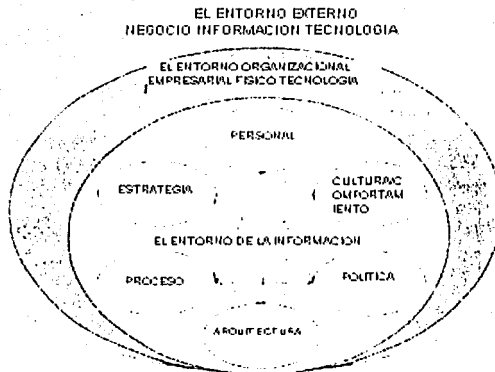 EL ENTORNO EXTERNO
NEGOCIO INFORMACION TECNOLOGIA
EL ENTORNO ORGANIZACIONAL
EMPRESARIAL FISICO TECNOLOGIA
PERSONAL
ESTRATEGIA
CULTURA/C
OMPORTAM
IENTO
EL ENTORNO DE LA INFORMACION
PROCESO
POLITICA
ARQUITECTURA